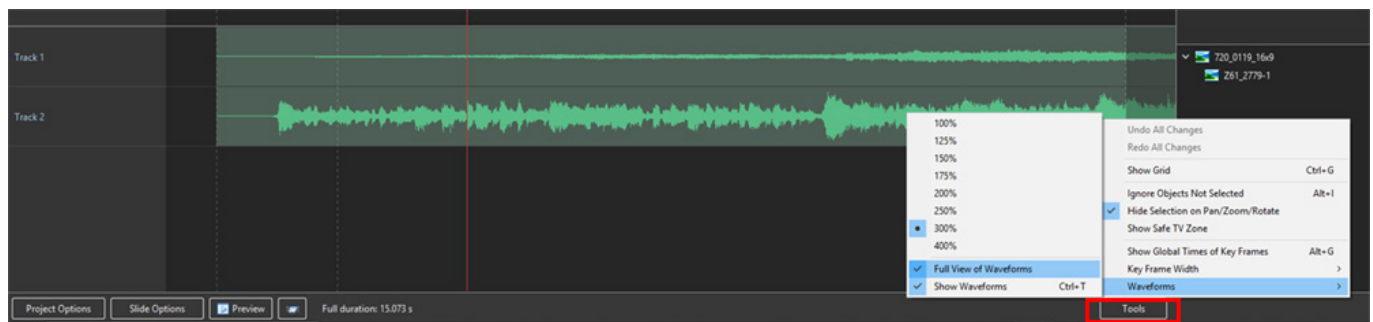 Track 1
Track 2
720_0119_16x9
Z61_2779-1
100%
125%
150%
175%
200%
250%
300%
400%
Full View of Waveforms
Show Waveforms Ctrl+T
Undo All Changes
Redo All Changes
Show Grid Ctrl+G
Ignore Objects Not Selected Alt+I
Hide Selection on Pan/Zoom/Rotate
Show Safe TV Zone
Show Global Times of Key Frames Alt+G
Key Frame Width
Waveforms
Project Options Slide Options Preview Full duration: 15.073 s Tools